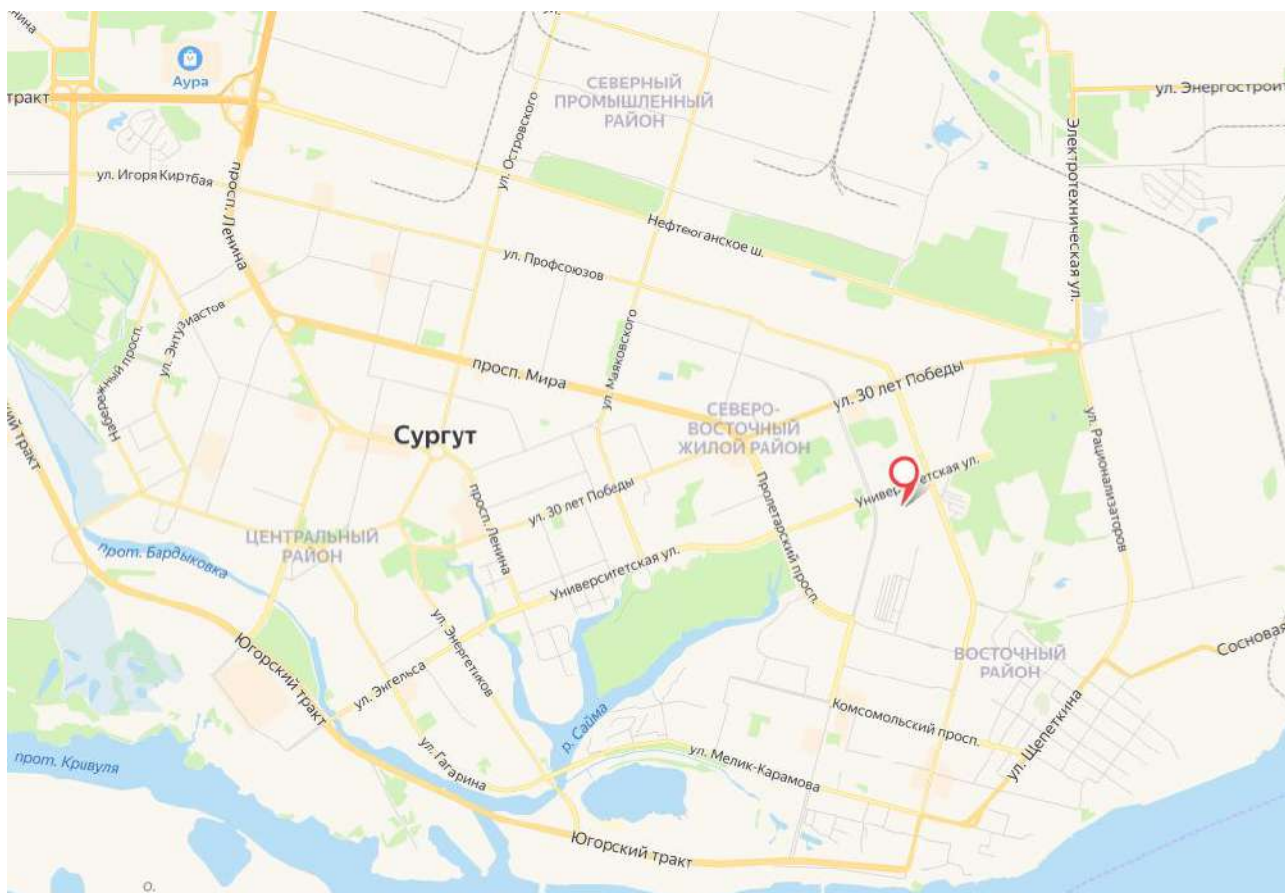 нина
Аура
тракт
СЕВЕРНЫЙ
ПРОМЫШЛЕННЫЙ
РАЙОН
ул. Энергострoит
ул. Островского
Электротехническая ул.
ул. Игоря Киртбая
просп. Ленина
Нефтеюганское ш.
ул. Профсоюзов
ул. Энтузиастов
Набережный просп.
ул. Маяковского
просп. Мира
ул. 30 лет Победы
СЕВЕРО-
ВОСТОЧНЫЙ
ЖИЛОЙ РАЙОН
Сургут
ул. Рационализаторов
кий тракт
Университетская ул.
просп. Ленина
ул. 30 лет Победы
Пролетарский просп.
ЦЕНТРАЛЬНЫЙ
РАЙОН
прот. Бардыковка
Университетская ул.
ул. Энергетиков
Югорский тракт
ул. Энгельса
ВОСТОЧНЫЙ
РАЙОН
Сосновая
р. Сайма
Комсомольский просп.
ул. Щепеткина
ул. Гагарина
ул. Мелик-Карамова
прот. Кривуля
Югорский тракт
о.